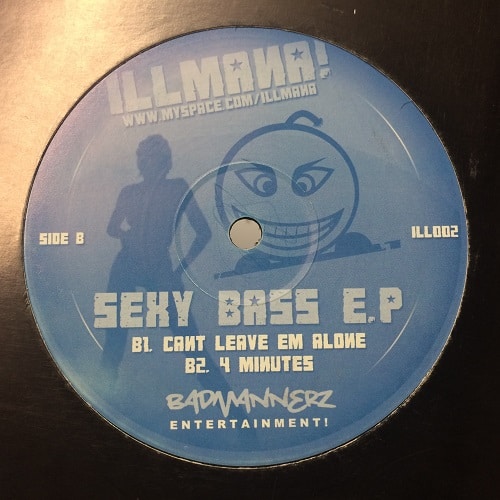 ILLMANA!
WWW.MYSPACE.COM/ILLMANA
SIDE B
ILL002
SEXY BASS E.P
B1. CANT LEAVE EM ALONE
B2. 4 MINUTES
BADMANNERZ
ENTERTAINMENT!